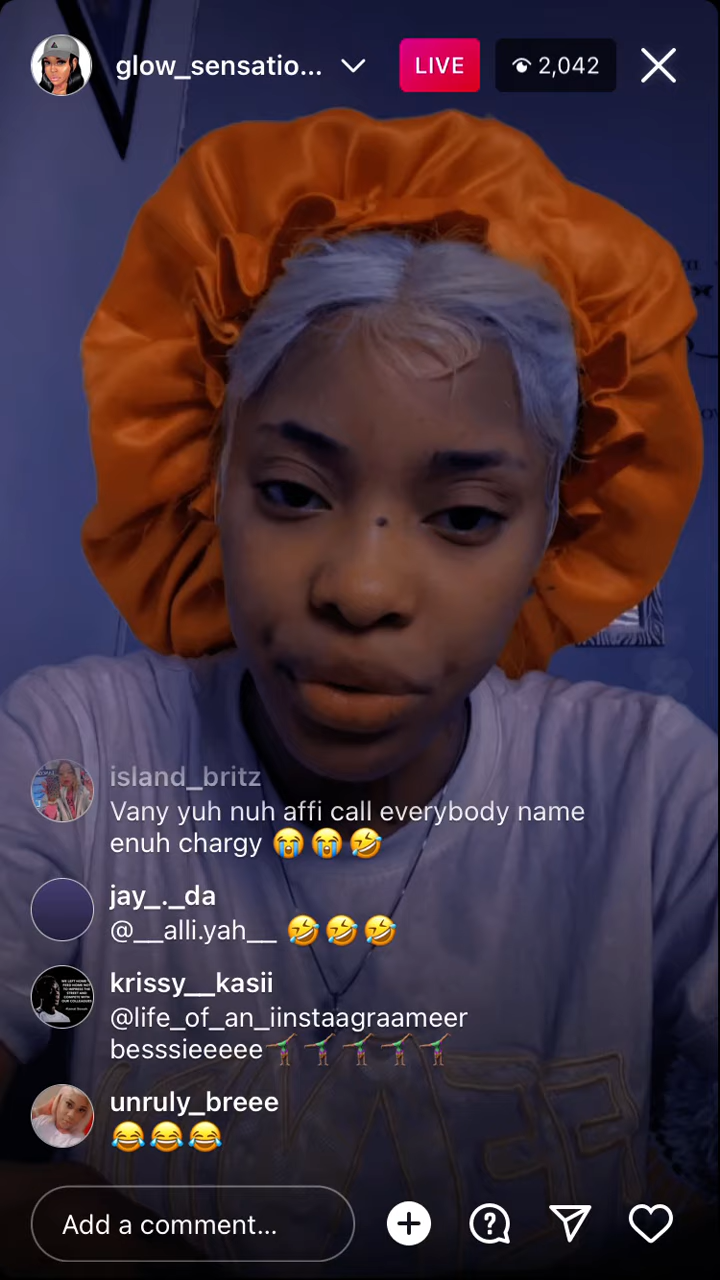 glow_sensatio...
LIVE
2,042
island_britz
Vany yuh nuh affi call everybody name
enuh chargy 😭😭🤣
jay_._da
@__alli.yah__ 🤣🤣🤣
krissy__kasii
@life_of_an_iinstaagraameer
besssieeeee🤸🤸🤸🤸🤸
unruly_breee
😂😂😂
Add a comment...